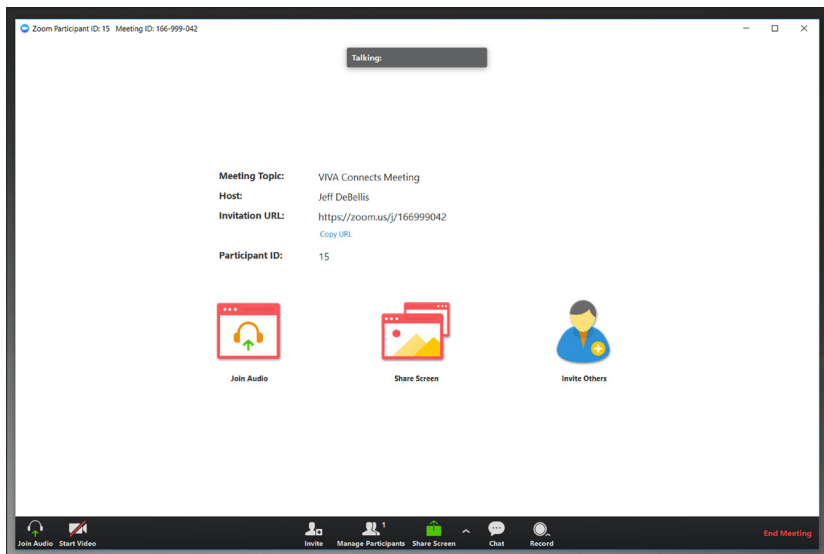 Zoom Participant ID: 15 Meeting ID: 166-999-042
Talking:
Meeting Topic: VIVA Connects Meeting
Host: Jeff DeBellis
Invitation URL: https://zoom.us/j/166999042
Copy URL
Participant ID: 15
Join Audio Share Screen Invite Others
1
Join Audio Start Video Invite Manage Participants Share Screen Chat Record End Meeting